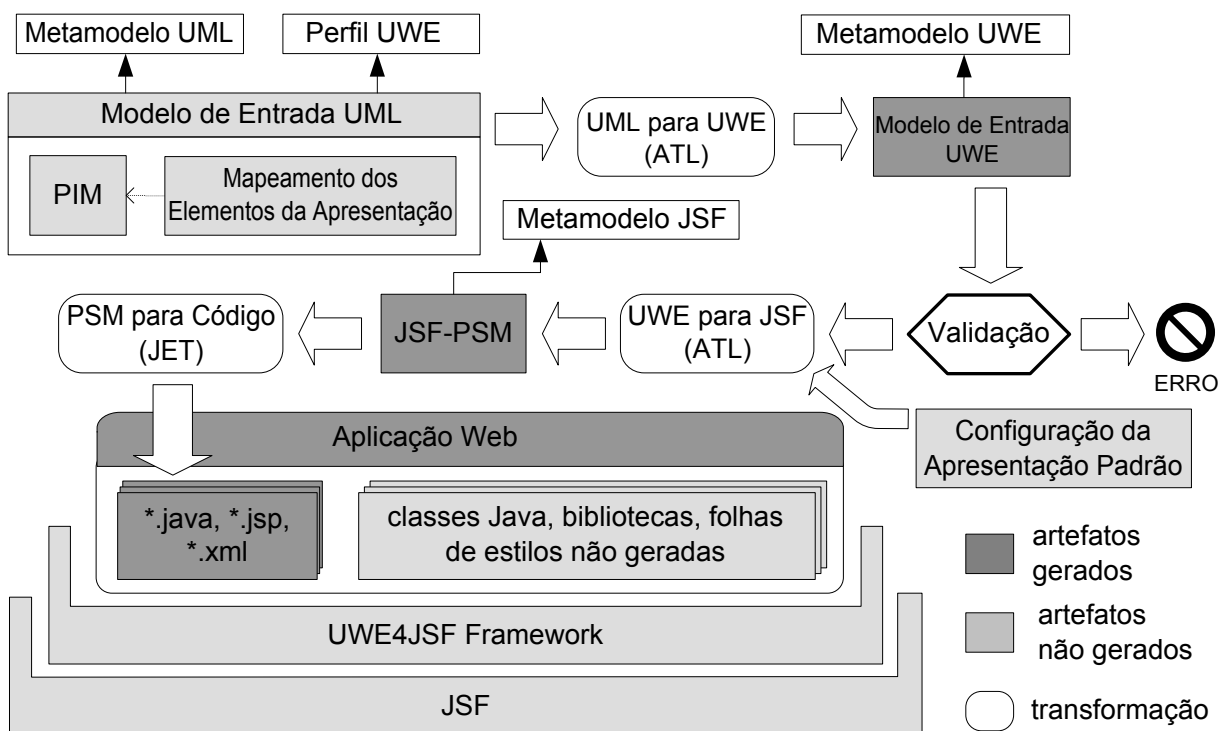 Metamodelo UML
Perfil UWE
Metamodelo UWE
Modelo de Entrada UML
UML para UWE
(ATL)
Modelo de Entrada
UWE
PIM
Mapeamento dos
Elementos da Apresentação
Metamodelo JSF
PSM para Código
(JET)
JSF-PSM
UWE para JSF
(ATL)
Validação
ERRO
Aplicação Web
Configuração da
Apresentação Padrão
*.java, *.jsp,
*.xml
classes Java, bibliotecas, folhas
de estilos não geradas
artefatos
gerados
UWE4JSF Framework
artefatos
não gerados
JSF
transformação